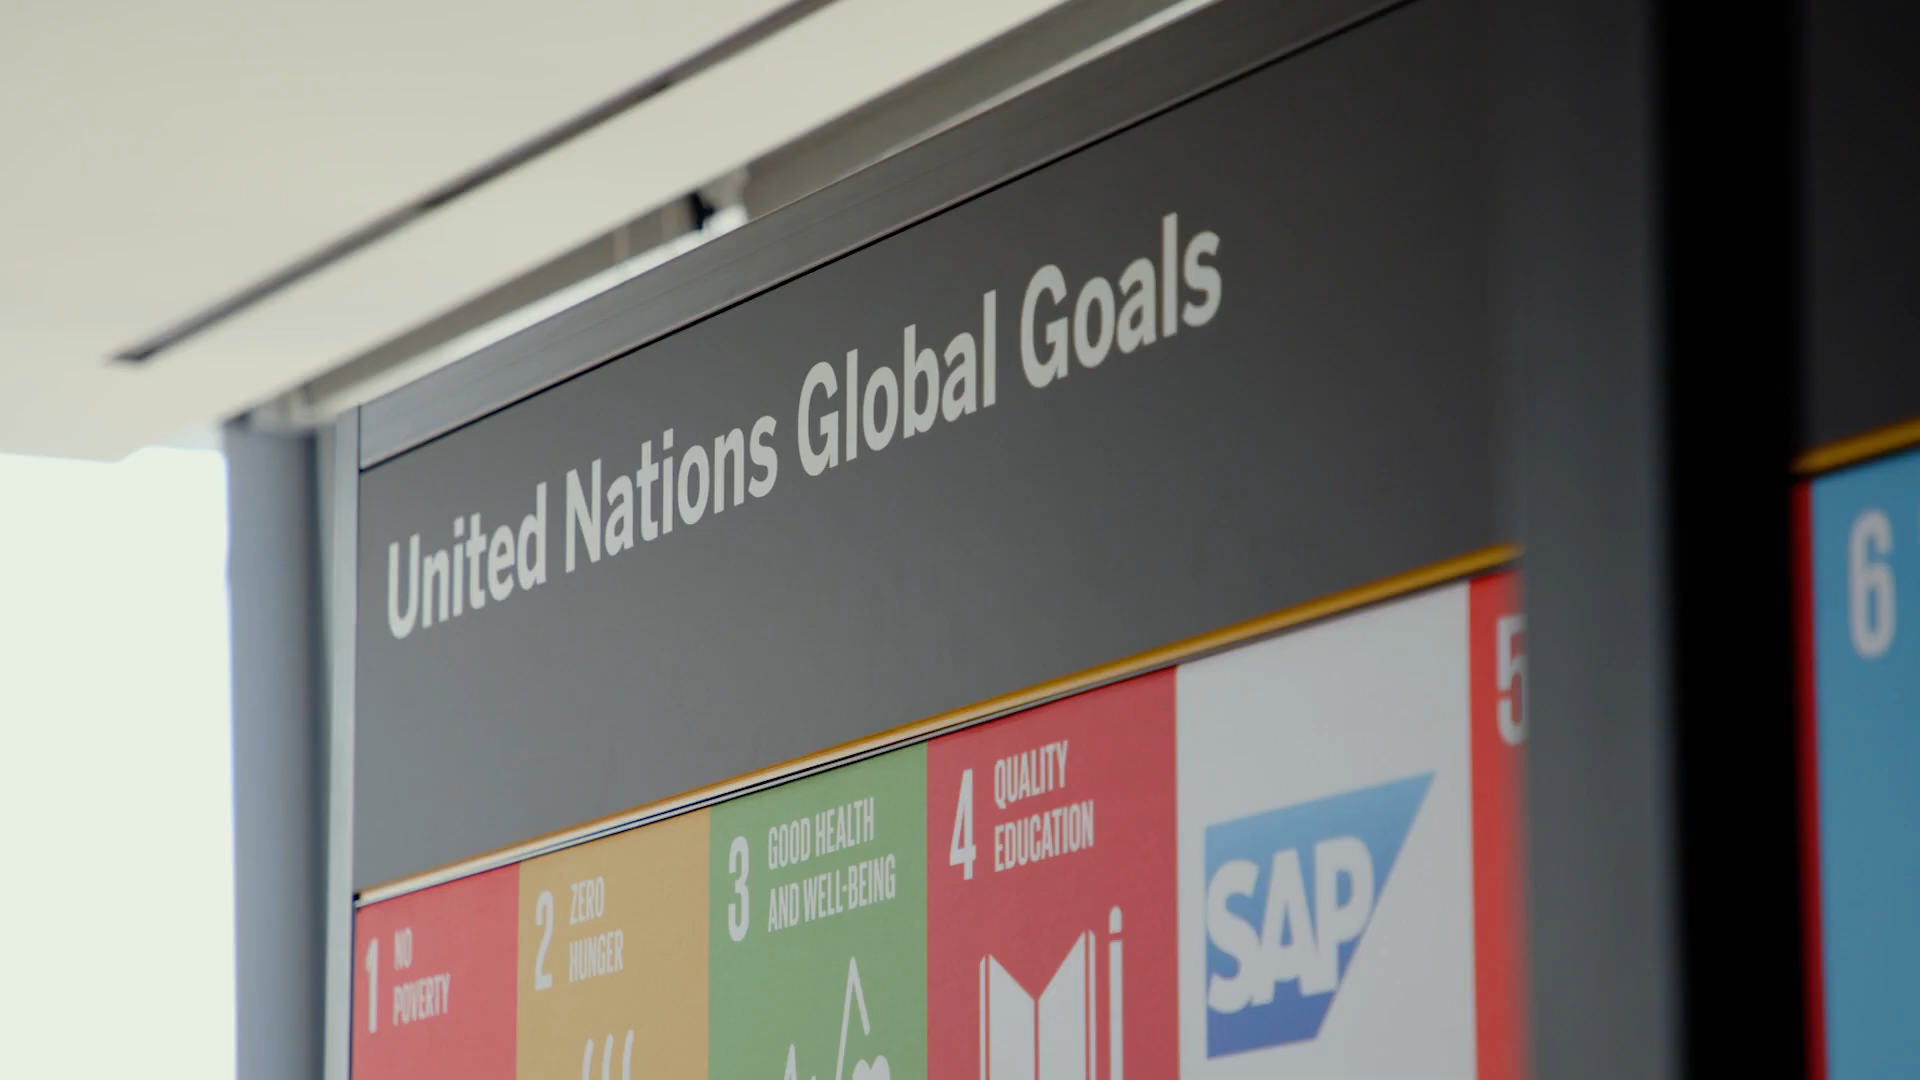 United Nations Global Goals
1 NO
POVERTY
2 ZERO
HUNGER
3 GOOD HEALTH
AND WELL-BEING
4 QUALITY
EDUCATION
SAP
5
6